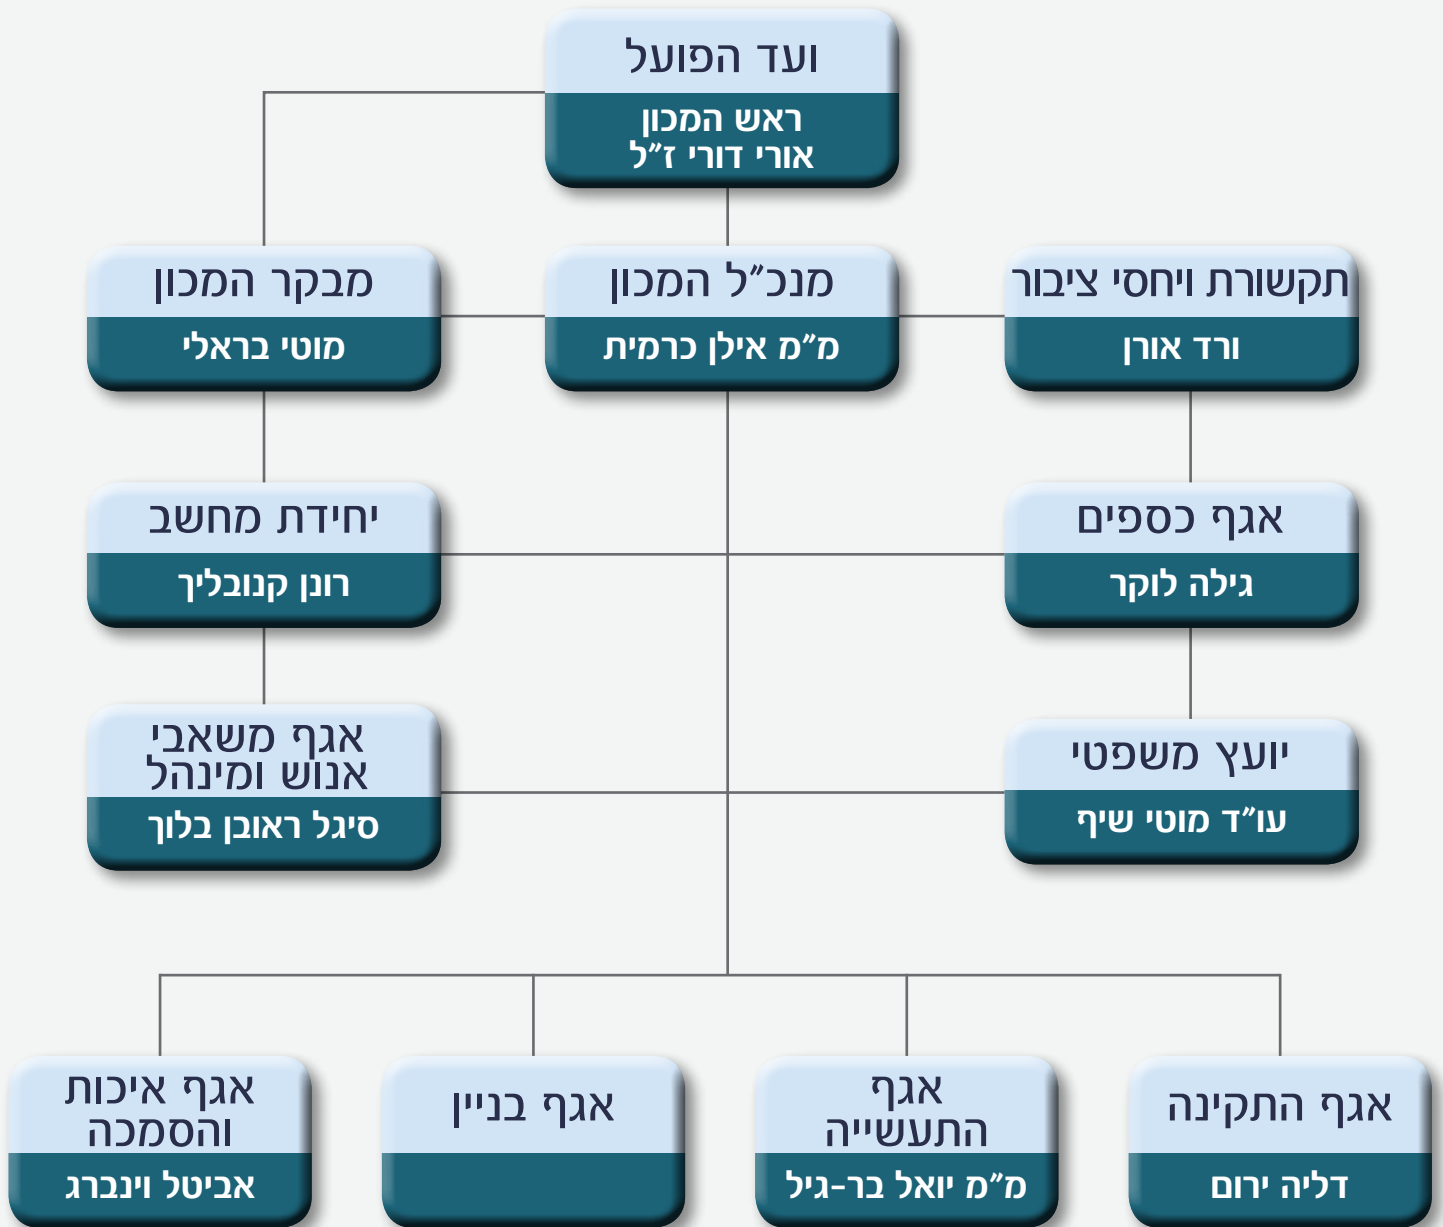 ועד הפועל
ראש המכון
אורי דורי ז״ל
תקשורת ויחסי ציבור
ורד אורן
מנכ״ל המכון
מ״מ אילן כרמית
מבקר המכון
מוטי בראלי
אגף כספים
גילה לוקר
יחידת מחשב
רונן קנובליך
יועץ משפטי
עו״ד מוטי שיף
אגף משאבי
אנוש ומינהל
סיגל ראובן בלוך
אגף התקינה
דליה ירום
אגף
התעשייה
מ״מ יואל בר-גיל
אגף בניין
אגף איכות
והסמכה
אביטל וינברג